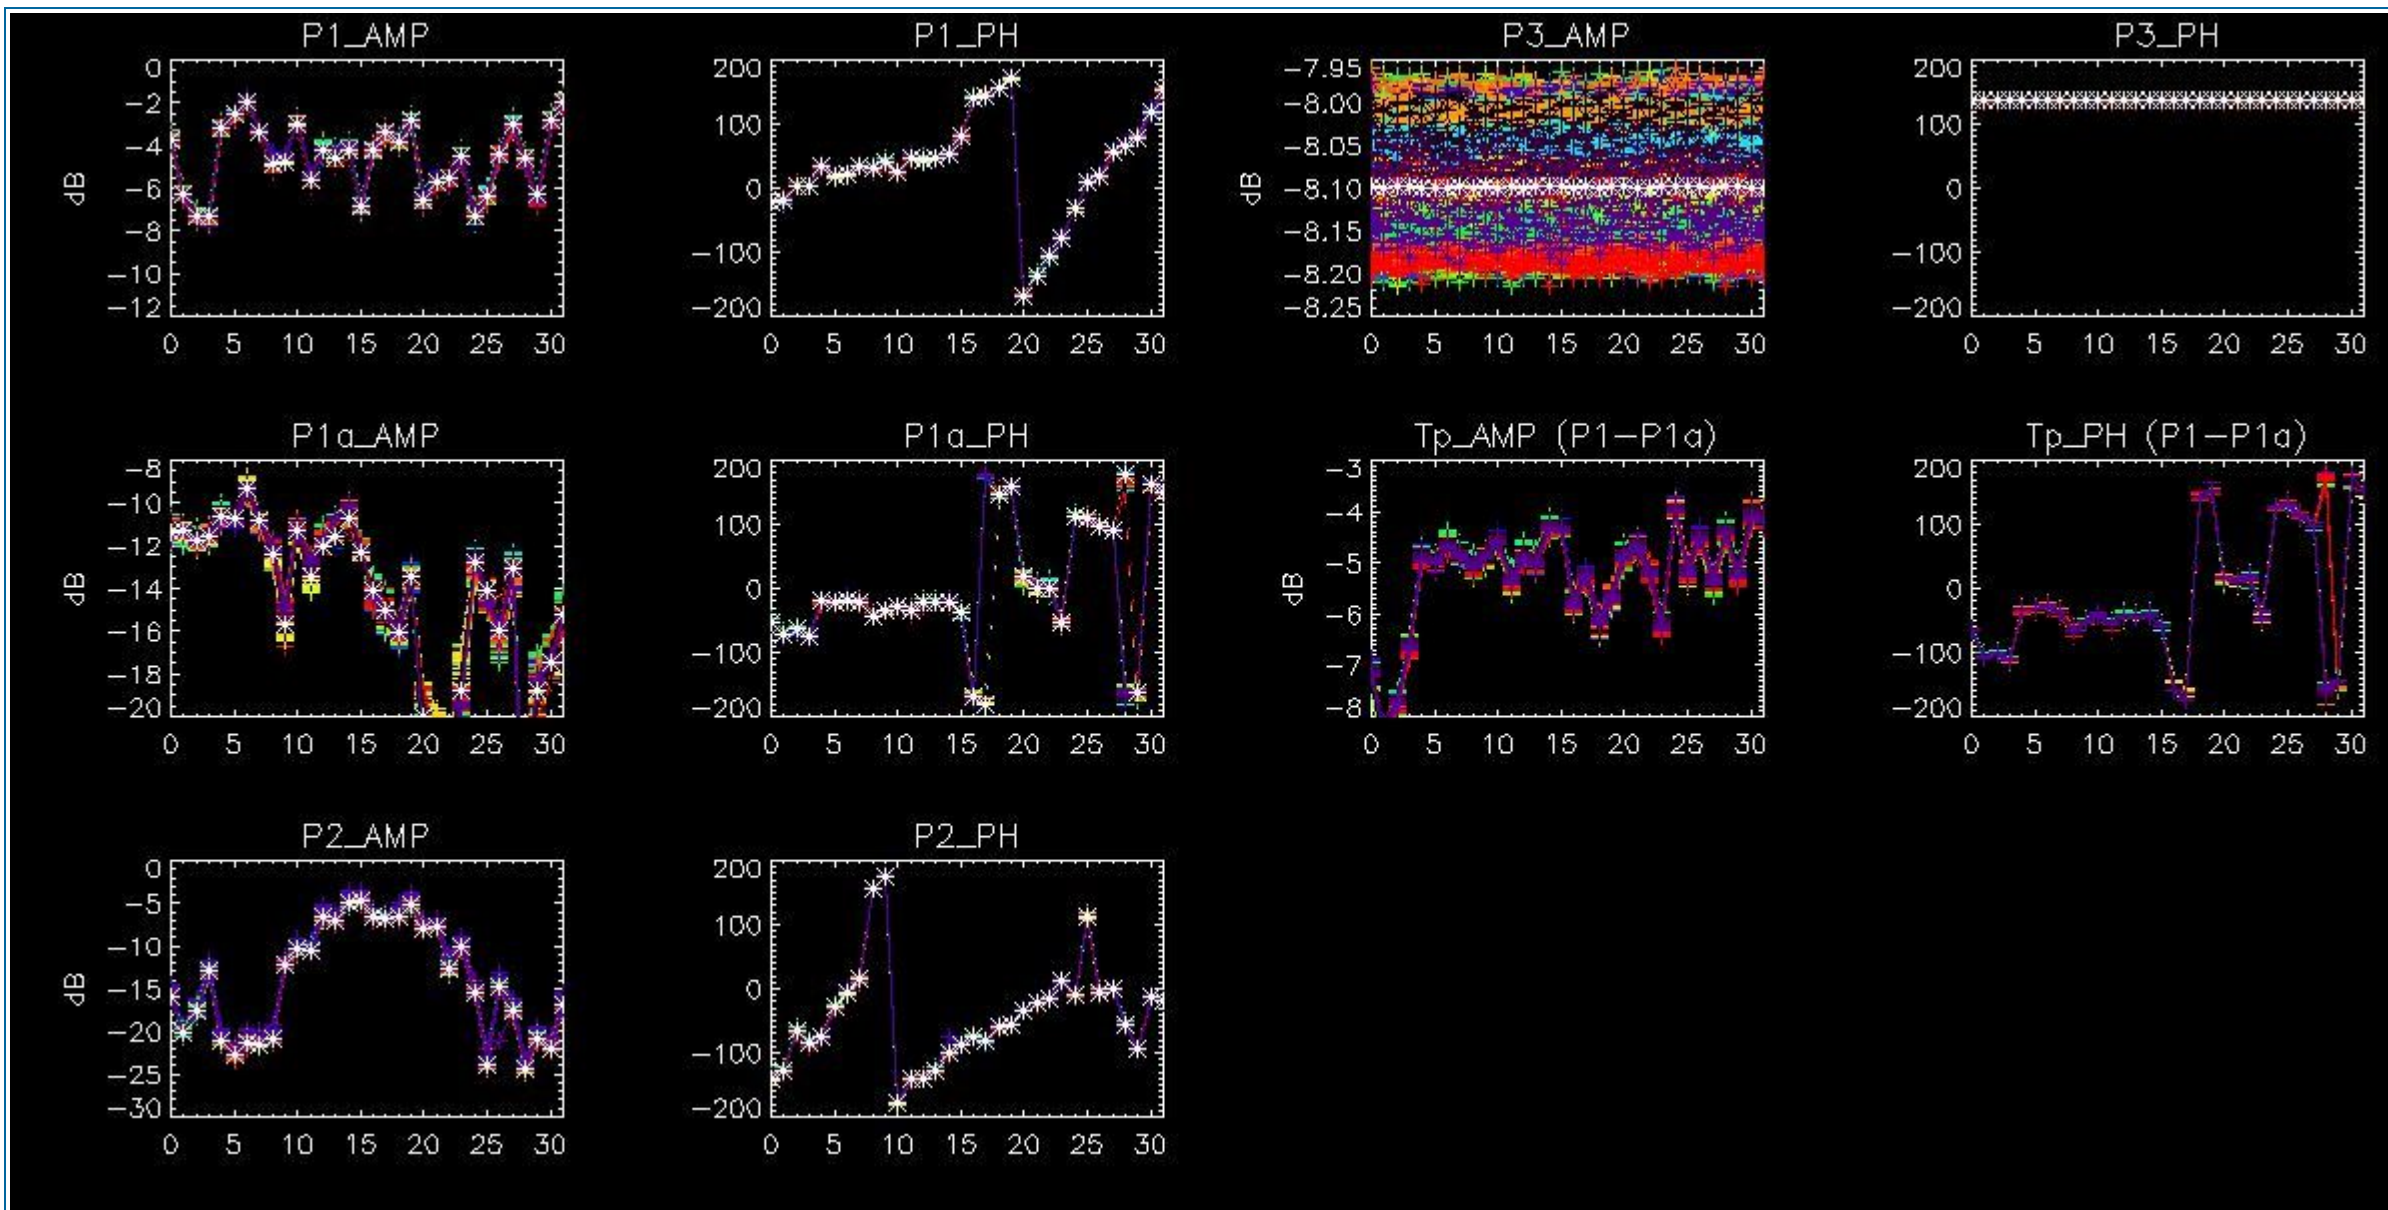 P1_AMP
0
−2
−4
−6
−8
−10
−12
dB
0 5 10 15 20 25 30
P1_PH
200
100
0
−100
−200
0 5 10 15 20 25 30
P3_AMP
−7.95
−8.00
−8.05
−8.10
−8.15
−8.20
−8.25
dB
0 5 10 15 20 25 30
P3_PH
200
100
0
−100
−200
0 5 10 15 20 25 30
P1a_AMP
−8
−10
−12
−14
−16
−18
−20
dB
0 5 10 15 20 25 30
P1a_PH
200
100
0
−100
−200
0 5 10 15 20 25 30
Tp_AMP (P1−P1a)
−3
−4
−5
−6
−7
−8
dB
0 5 10 15 20 25 30
Tp_PH (P1−P1a)
200
100
0
−100
−200
0 5 10 15 20 25 30
P2_AMP
0
−5
−10
−15
−20
−25
−30
dB
0 5 10 15 20 25 30
P2_PH
200
100
0
−100
−200
0 5 10 15 20 25 30